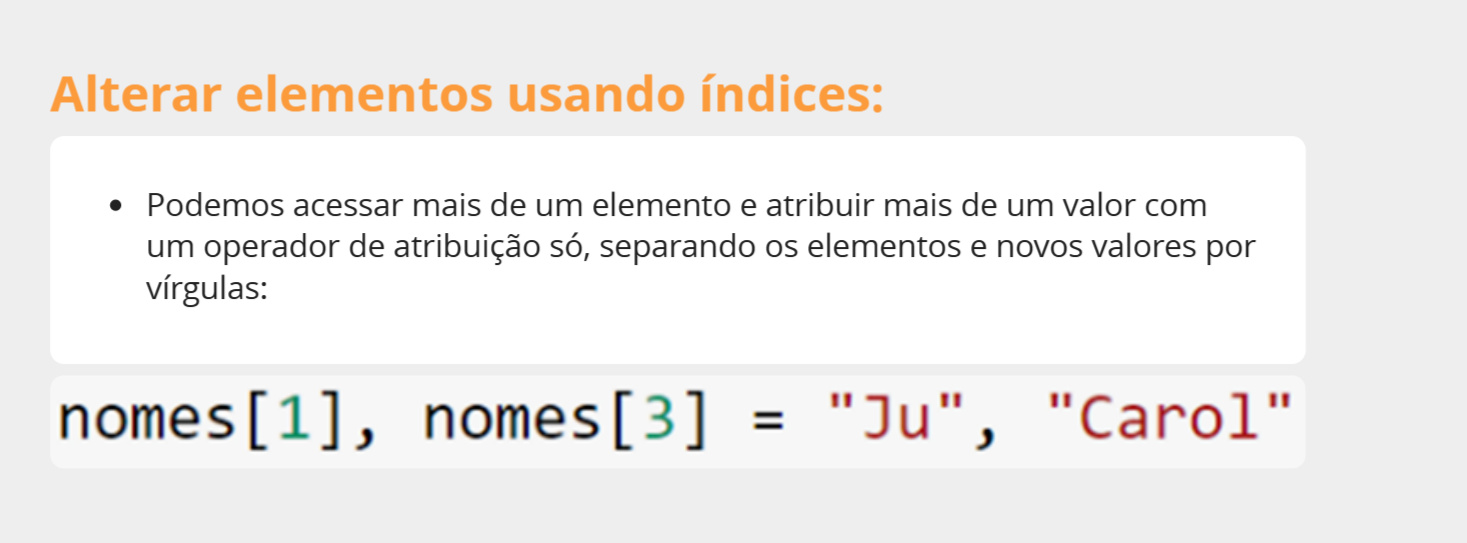 Alterar elementos usando índices:
• Podemos acessar mais de um elemento e atribuir mais de um valor com
um operador de atribuição só, separando os elementos e novos valores por
vírgulas:
nomes[1], nomes[3] = "Ju", "Carol"